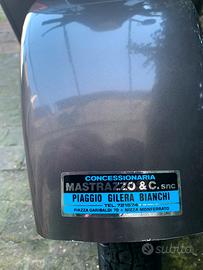 CONCESSIONARIA
MASTRAZZO & C. snc
PIAGGIO GILERA BIANCHI
TEL. 721574
PIAZZA GARIBALDI 70 - NIZZA MONFERRATO
subito